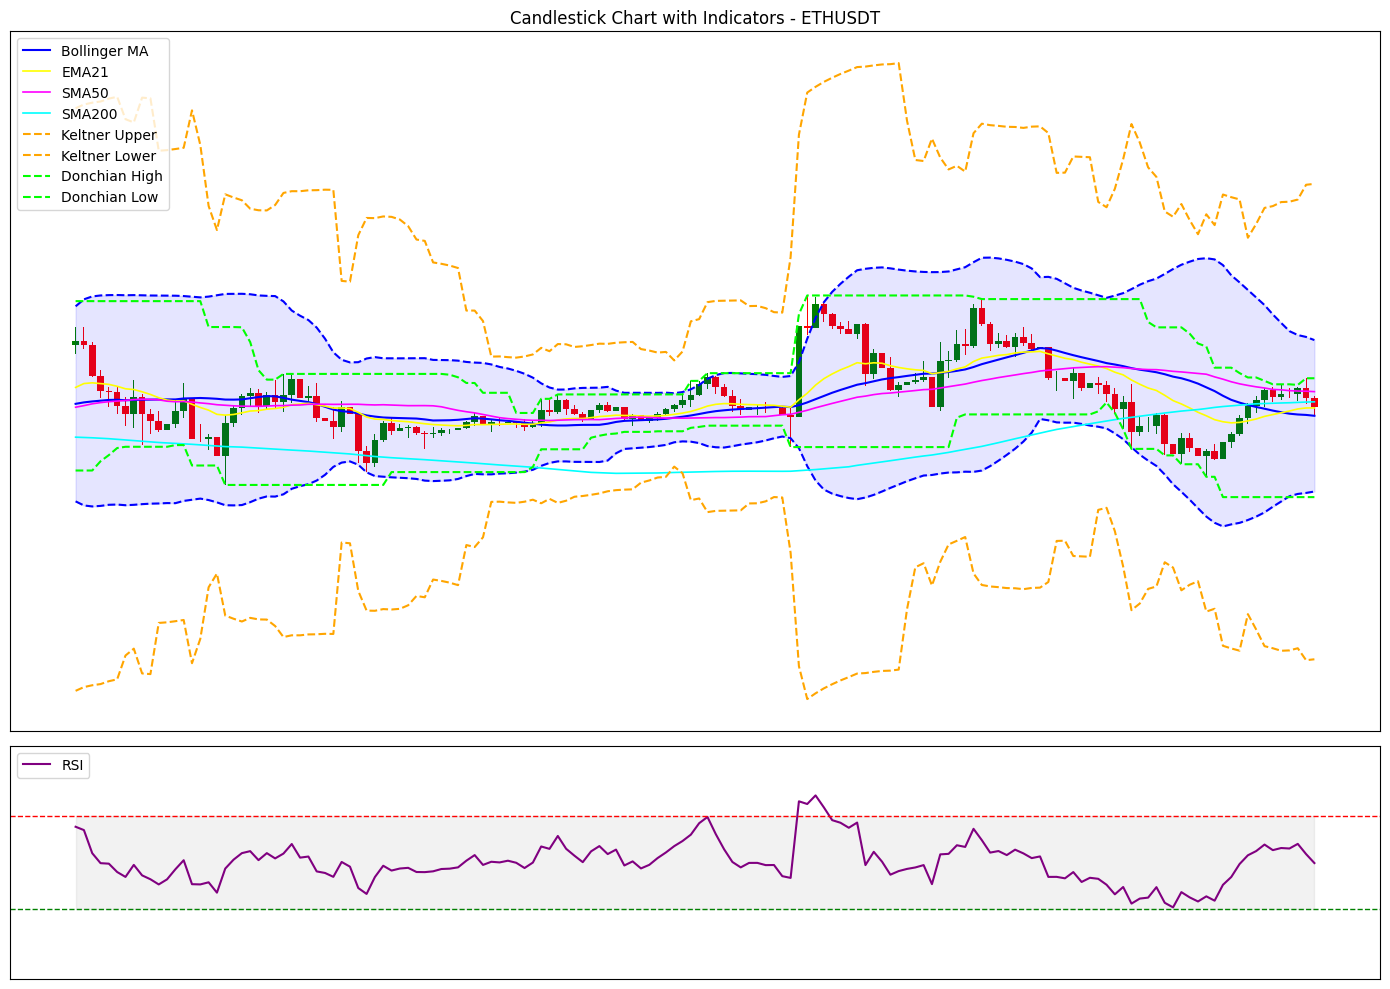 Candlestick Chart with Indicators - ETHUSDT
Bollinger MA
EMA21
SMA50
SMA200
Keltner Upper
Keltner Lower
Donchian High
Donchian Low
RSI